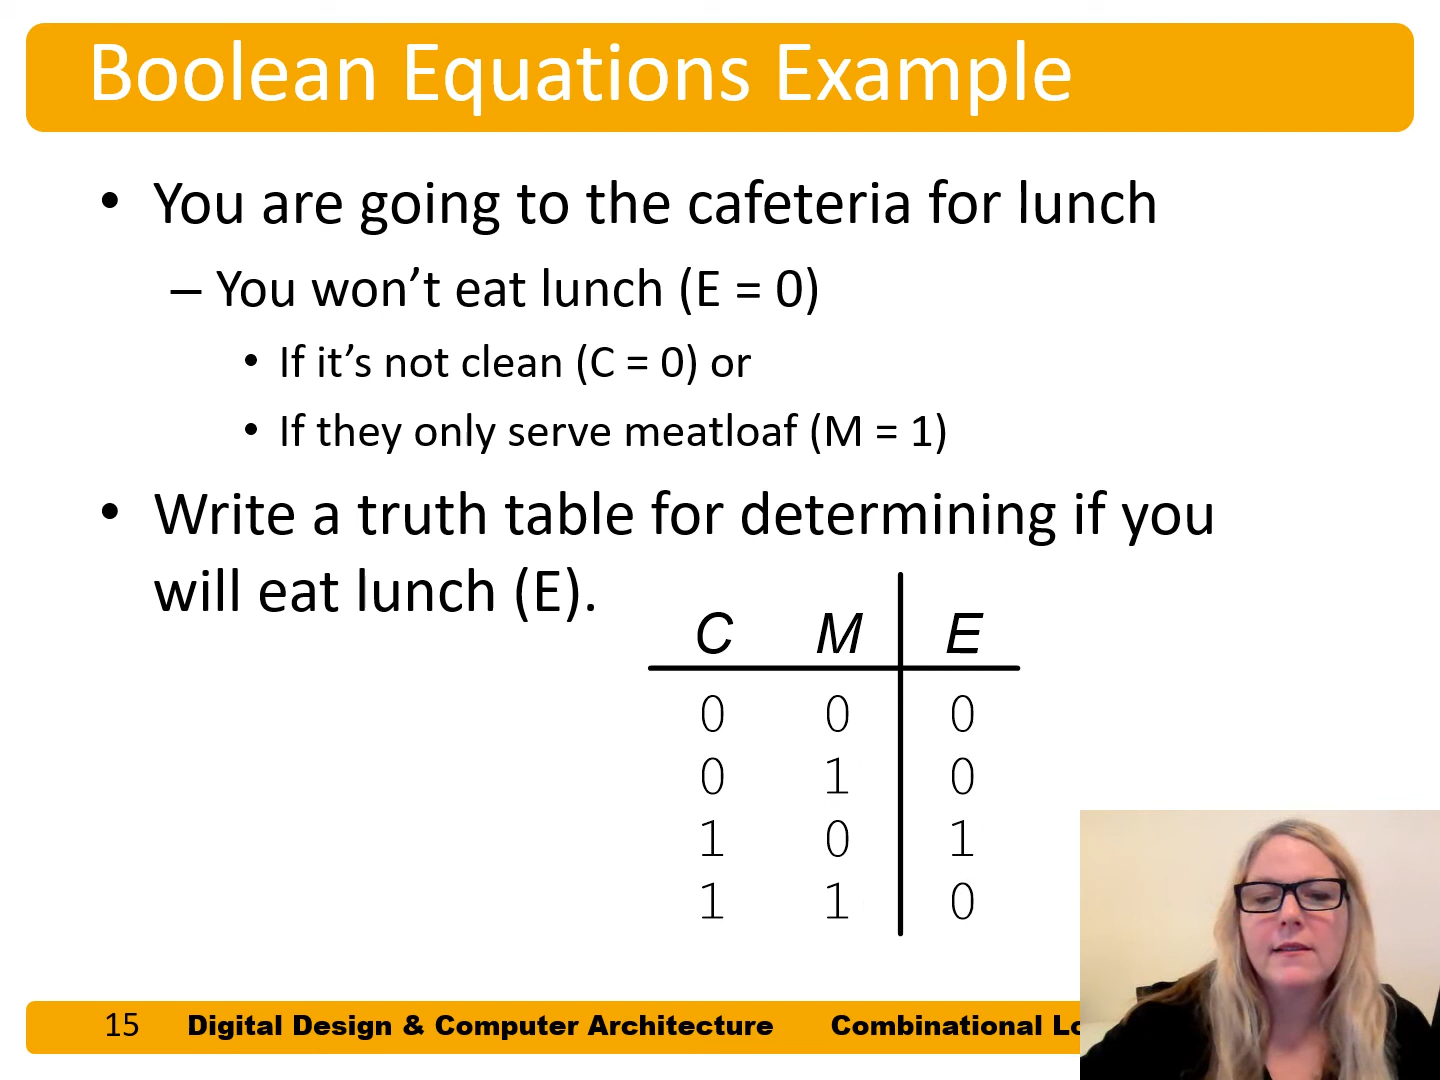 Boolean Equations Example
• You are going to the cafeteria for lunch
– You won’t eat lunch (E = 0)
• If it’s not clean (C = 0) or
• If they only serve meatloaf (M = 1)
• Write a truth table for determining if you
will eat lunch (E).
C M E
0 0 0
0 1 0
1 0 1
1 1 0
15 Digital Design & Computer Architecture Combinational